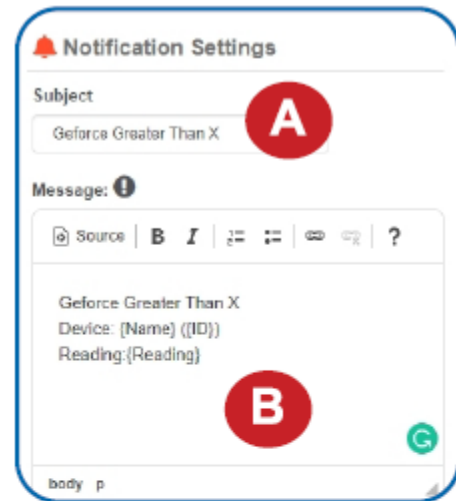 Notification Settings
Subject
A
Geforce Greater Than X
Message:
Source B I ?
Geforce Greater Than X
Device: {Name} ({ID})
Reading:{Reading}
B
G
body p